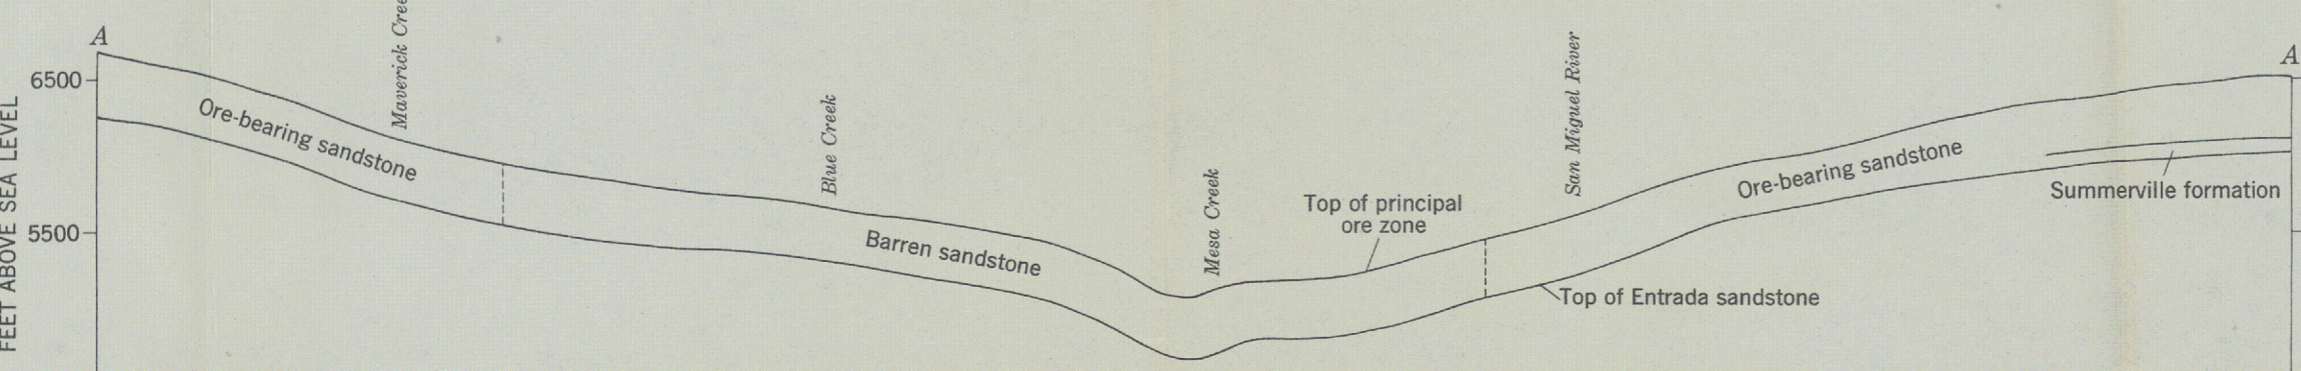 A
A
6500
5500
FEET ABOVE SEA LEVEL
Maverick
Ore-bearing sandstone
Blue Creek
Barren sandstone
Mesa Creek
Top of principal
ore zone
San Miguel River
Top of Entrada sandstone
Ore-bearing sandstone
Summerville formation